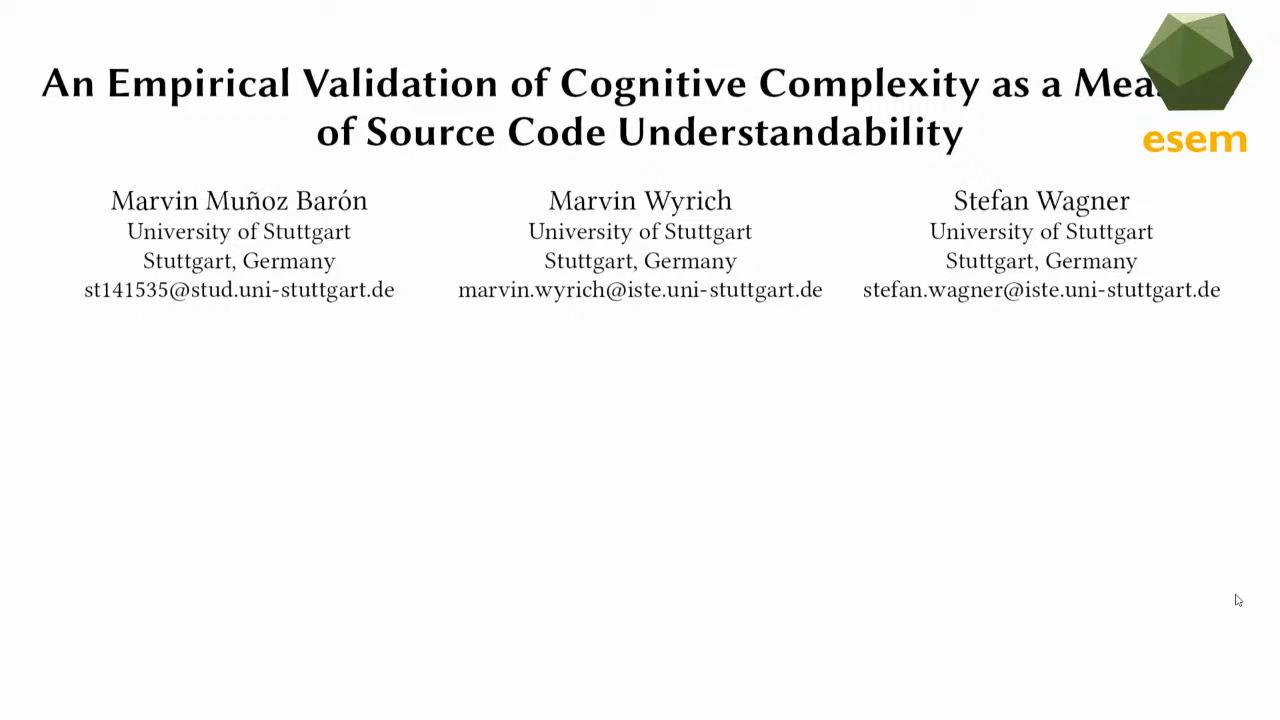 An Empirical Validation of Cognitive Complexity as a Mea
of Source Code Understandability
esem
Marvin Muñoz Barón
University of Stuttgart
Stuttgart, Germany
st141535@stud.uni-stuttgart.de
Marvin Wyrich
University of Stuttgart
Stuttgart, Germany
marvin.wyrich@iste.uni-stuttgart.de
Stefan Wagner
University of Stuttgart
Stuttgart, Germany
stefan.wagner@iste.uni-stuttgart.de